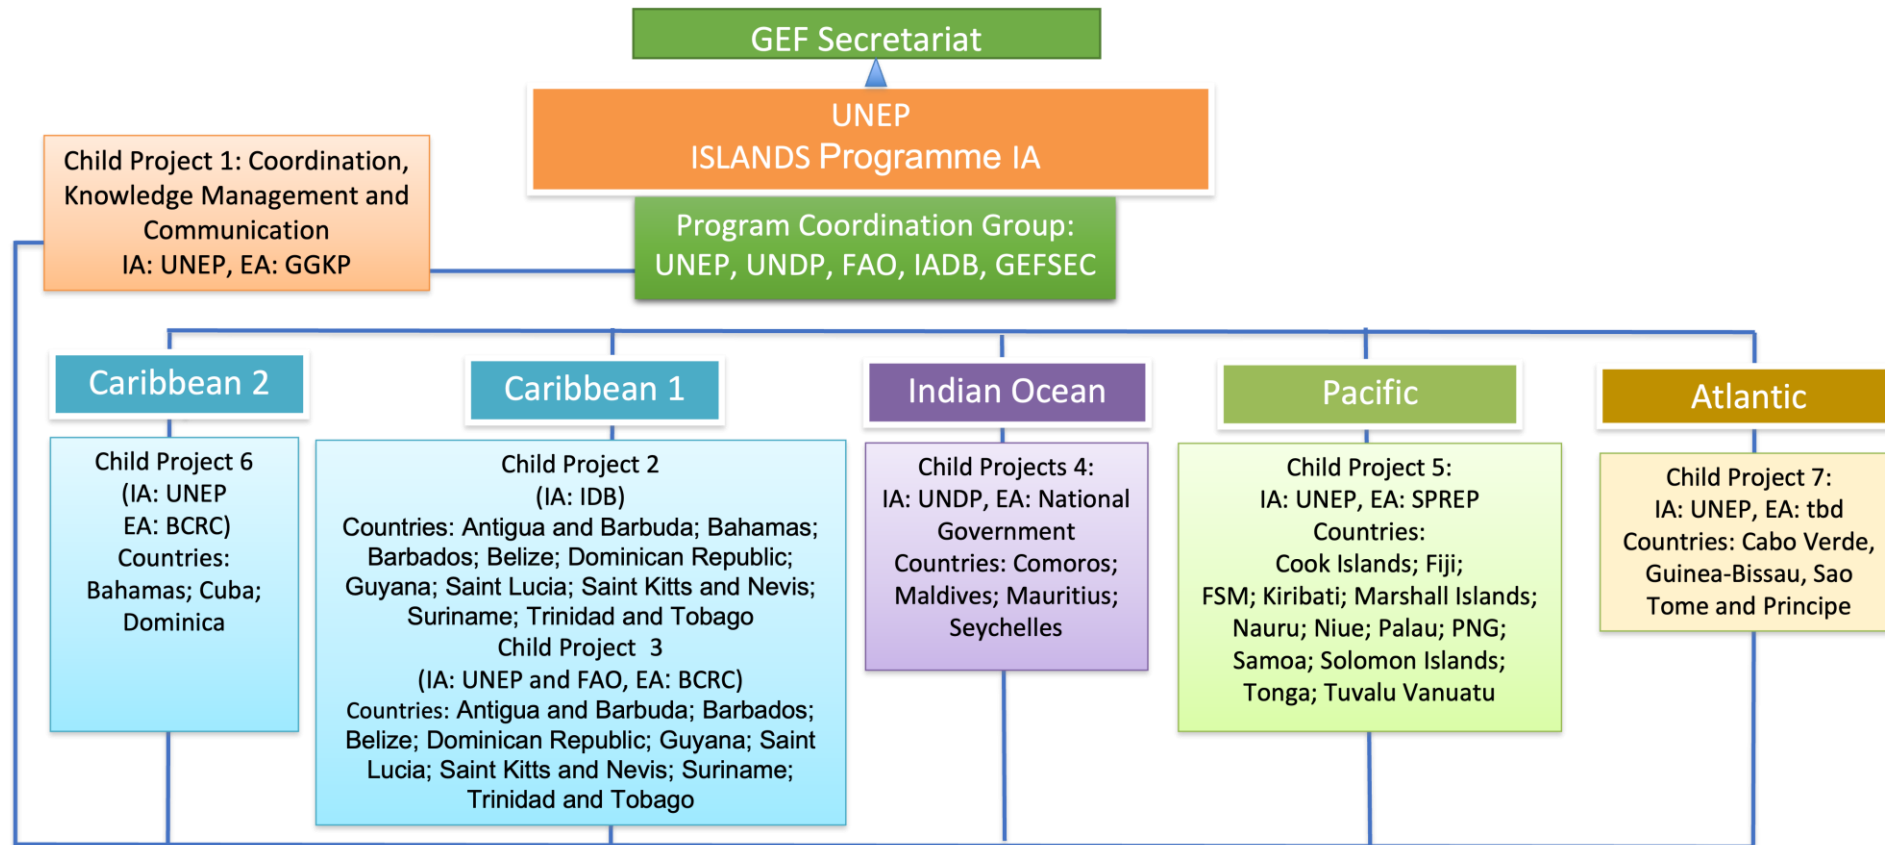 GEF Secretariat
UNEP
ISLANDS Programme IA
Child Project 1: Coordination,
Knowledge Management and
Communication
IA: UNEP, EA: GGKP
Program Coordination Group:
UNEP, UNDP, FAO, IADB, GEFSEC
Caribbean 2
Child Project 6
(IA: UNEP
EA: BCRC)
Countries:
Bahamas; Cuba;
Dominica
Caribbean 1
Child Project 2
(IA: IDB)
Countries: Antigua and Barbuda; Bahamas;
Barbados; Belize; Dominican Republic;
Guyana; Saint Lucia; Saint Kitts and Nevis;
Suriname; Trinidad and Tobago
Child Project 3
(IA: UNEP and FAO, EA: BCRC)
Countries: Antigua and Barbuda; Barbados;
Belize; Dominican Republic; Guyana; Saint
Lucia; Saint Kitts and Nevis; Suriname;
Trinidad and Tobago
Indian Ocean
Child Projects 4:
IA: UNDP, EA: National
Government
Countries: Comoros;
Maldives; Mauritius;
Seychelles
Pacific
Child Project 5:
IA: UNEP, EA: SPREP
Countries:
Cook Islands; Fiji;
FSM; Kiribati; Marshall Islands;
Nauru; Niue; Palau; PNG;
Samoa; Solomon Islands;
Tonga; Tuvalu Vanuatu
Atlantic
Child Project 7:
IA: UNEP, EA: tbd
Countries: Cabo Verde,
Guinea-Bissau, Sao
Tome and Principe